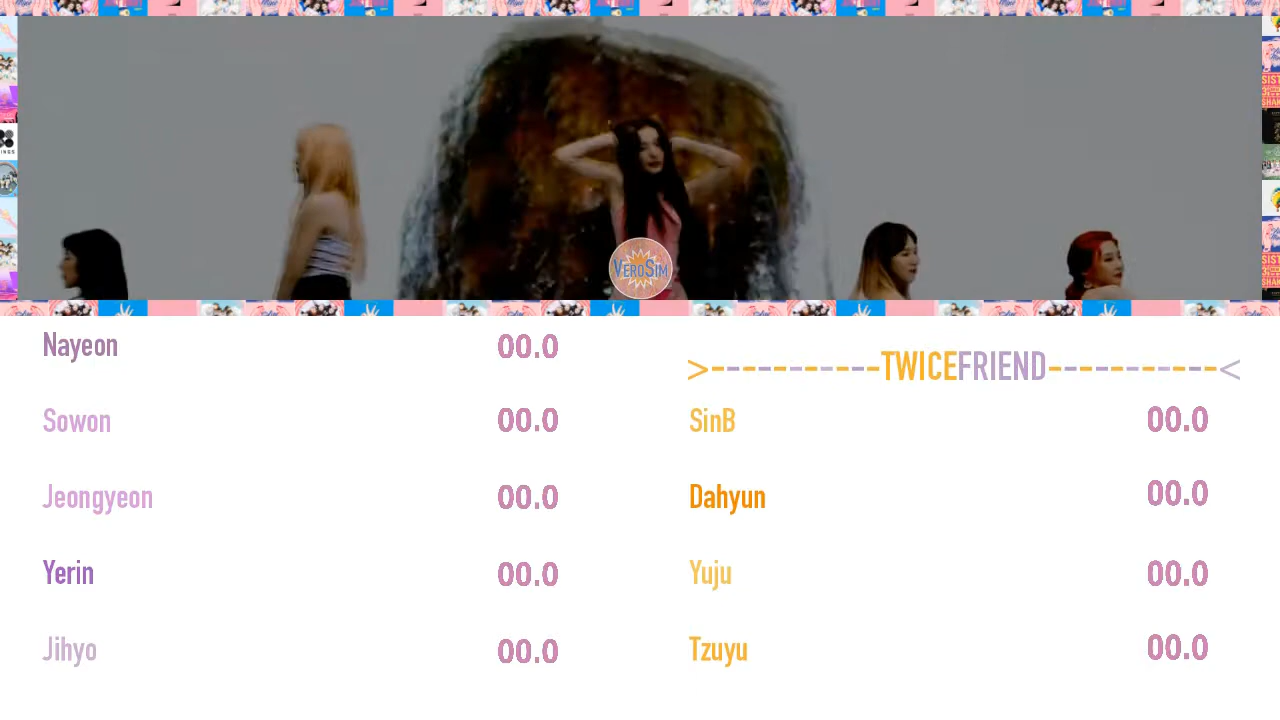 VEROSIM
Nayeon 00.0
>-----------TWICEFRIEND-----------<
Sowon 00.0
SinB 00.0
Jeongyeon 00.0
Dahyun 00.0
Yerin 00.0
Yuju 00.0
Jihyo 00.0
Tzuyu 00.0